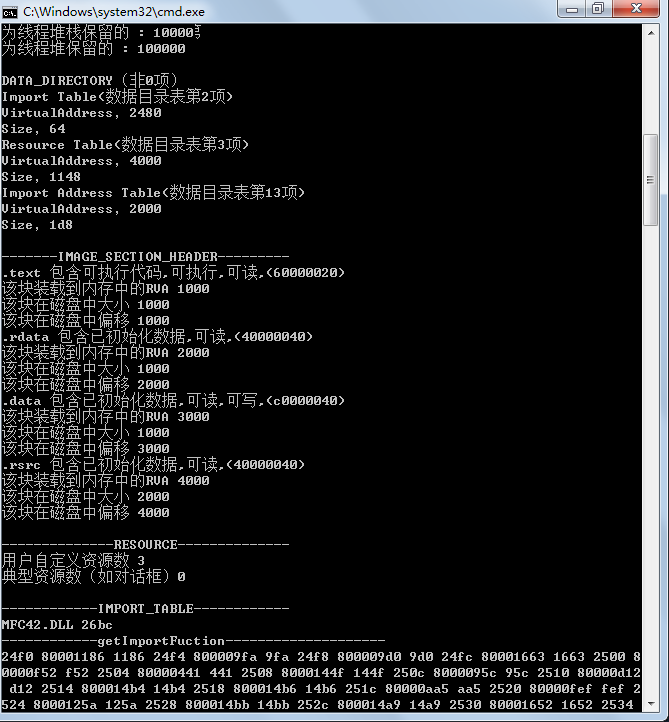 C:\Windows\system32\cmd.exe
为线程堆栈保留的 : 100000
为线程堆保留的 : 100000
DATA_DIRECTORY（非0项）
Import Table(数据目录表第2项)
VirtualAddress, 2480
Size, 64
Resource Table(数据目录表第3项)
VirtualAddress, 4000
Size, 1148
Import Address Table(数据目录表第13项)
VirtualAddress, 2000
Size, 1d8
-------IMAGE_SECTION_HEADER---------
.text 包含可执行代码,可执行,可读,(60000020)
该块装载到内存中的RVA 1000
该块在磁盘中大小 1000
该块在磁盘中偏移 1000
.rdata 包含已初始化数据,可读,(40000040)
该块装载到内存中的RVA 2000
该块在磁盘中大小 1000
该块在磁盘中偏移 2000
.data 包含已初始化数据,可读,可写,(c0000040)
该块装载到内存中的RVA 3000
该块在磁盘中大小 1000
该块在磁盘中偏移 3000
.rsrc 包含已初始化数据,可读,(40000040)
该块装载到内存中的RVA 4000
该块在磁盘中大小 2000
该块在磁盘中偏移 4000
--------------RESOURCE--------------
用户自定义资源数 3
典型资源数（如对话框）0
------------IMPORT_TABLE------------
MFC42.DLL 26bc
------------getImportFuction--------------------
24f0 80001186 1186 24f4 800009fa 9fa 24f8 800009d0 9d0 24fc 80001663 1663 2500 8
0000f52 f52 2504 80000441 441 2508 8000144f 144f 250c 8000095c 95c 2510 80000d12
 d12 2514 800014b4 14b4 2518 800014b6 14b6 251c 80000aa5 aa5 2520 80000fef fef 2
524 8000125a 125a 2528 800014bb 14bb 252c 800014a9 14a9 2530 80001652 1652 2534